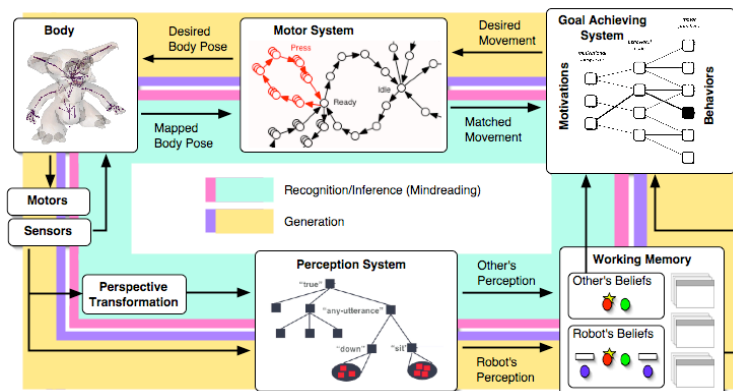 Body
Desired
Body Pose
Motor System
Press
Ready
Idle
Desired
Movement
Goal Achieving
System
Motivations
Behaviors
Mapped
Body Pose
Matched
Movement
Motors
Sensors
Recognition/Inference (Mindreading)
Generation
Perspective
Transformation
Perception System
"true"
"any-utterance"
"down"
"sit"
Other's
Perception
Robot's
Perception
Working Memory
Other's Beliefs
Robot's Beliefs